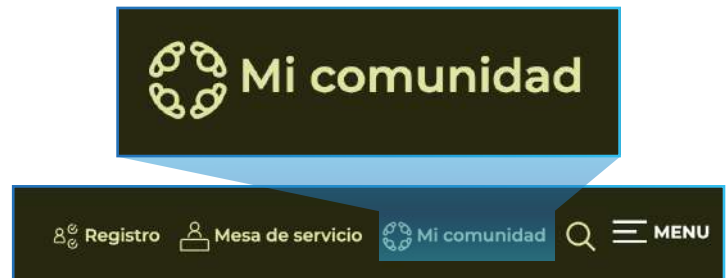 Mi comunidad
Registro Mesa de servicio Mi comunidad MENU